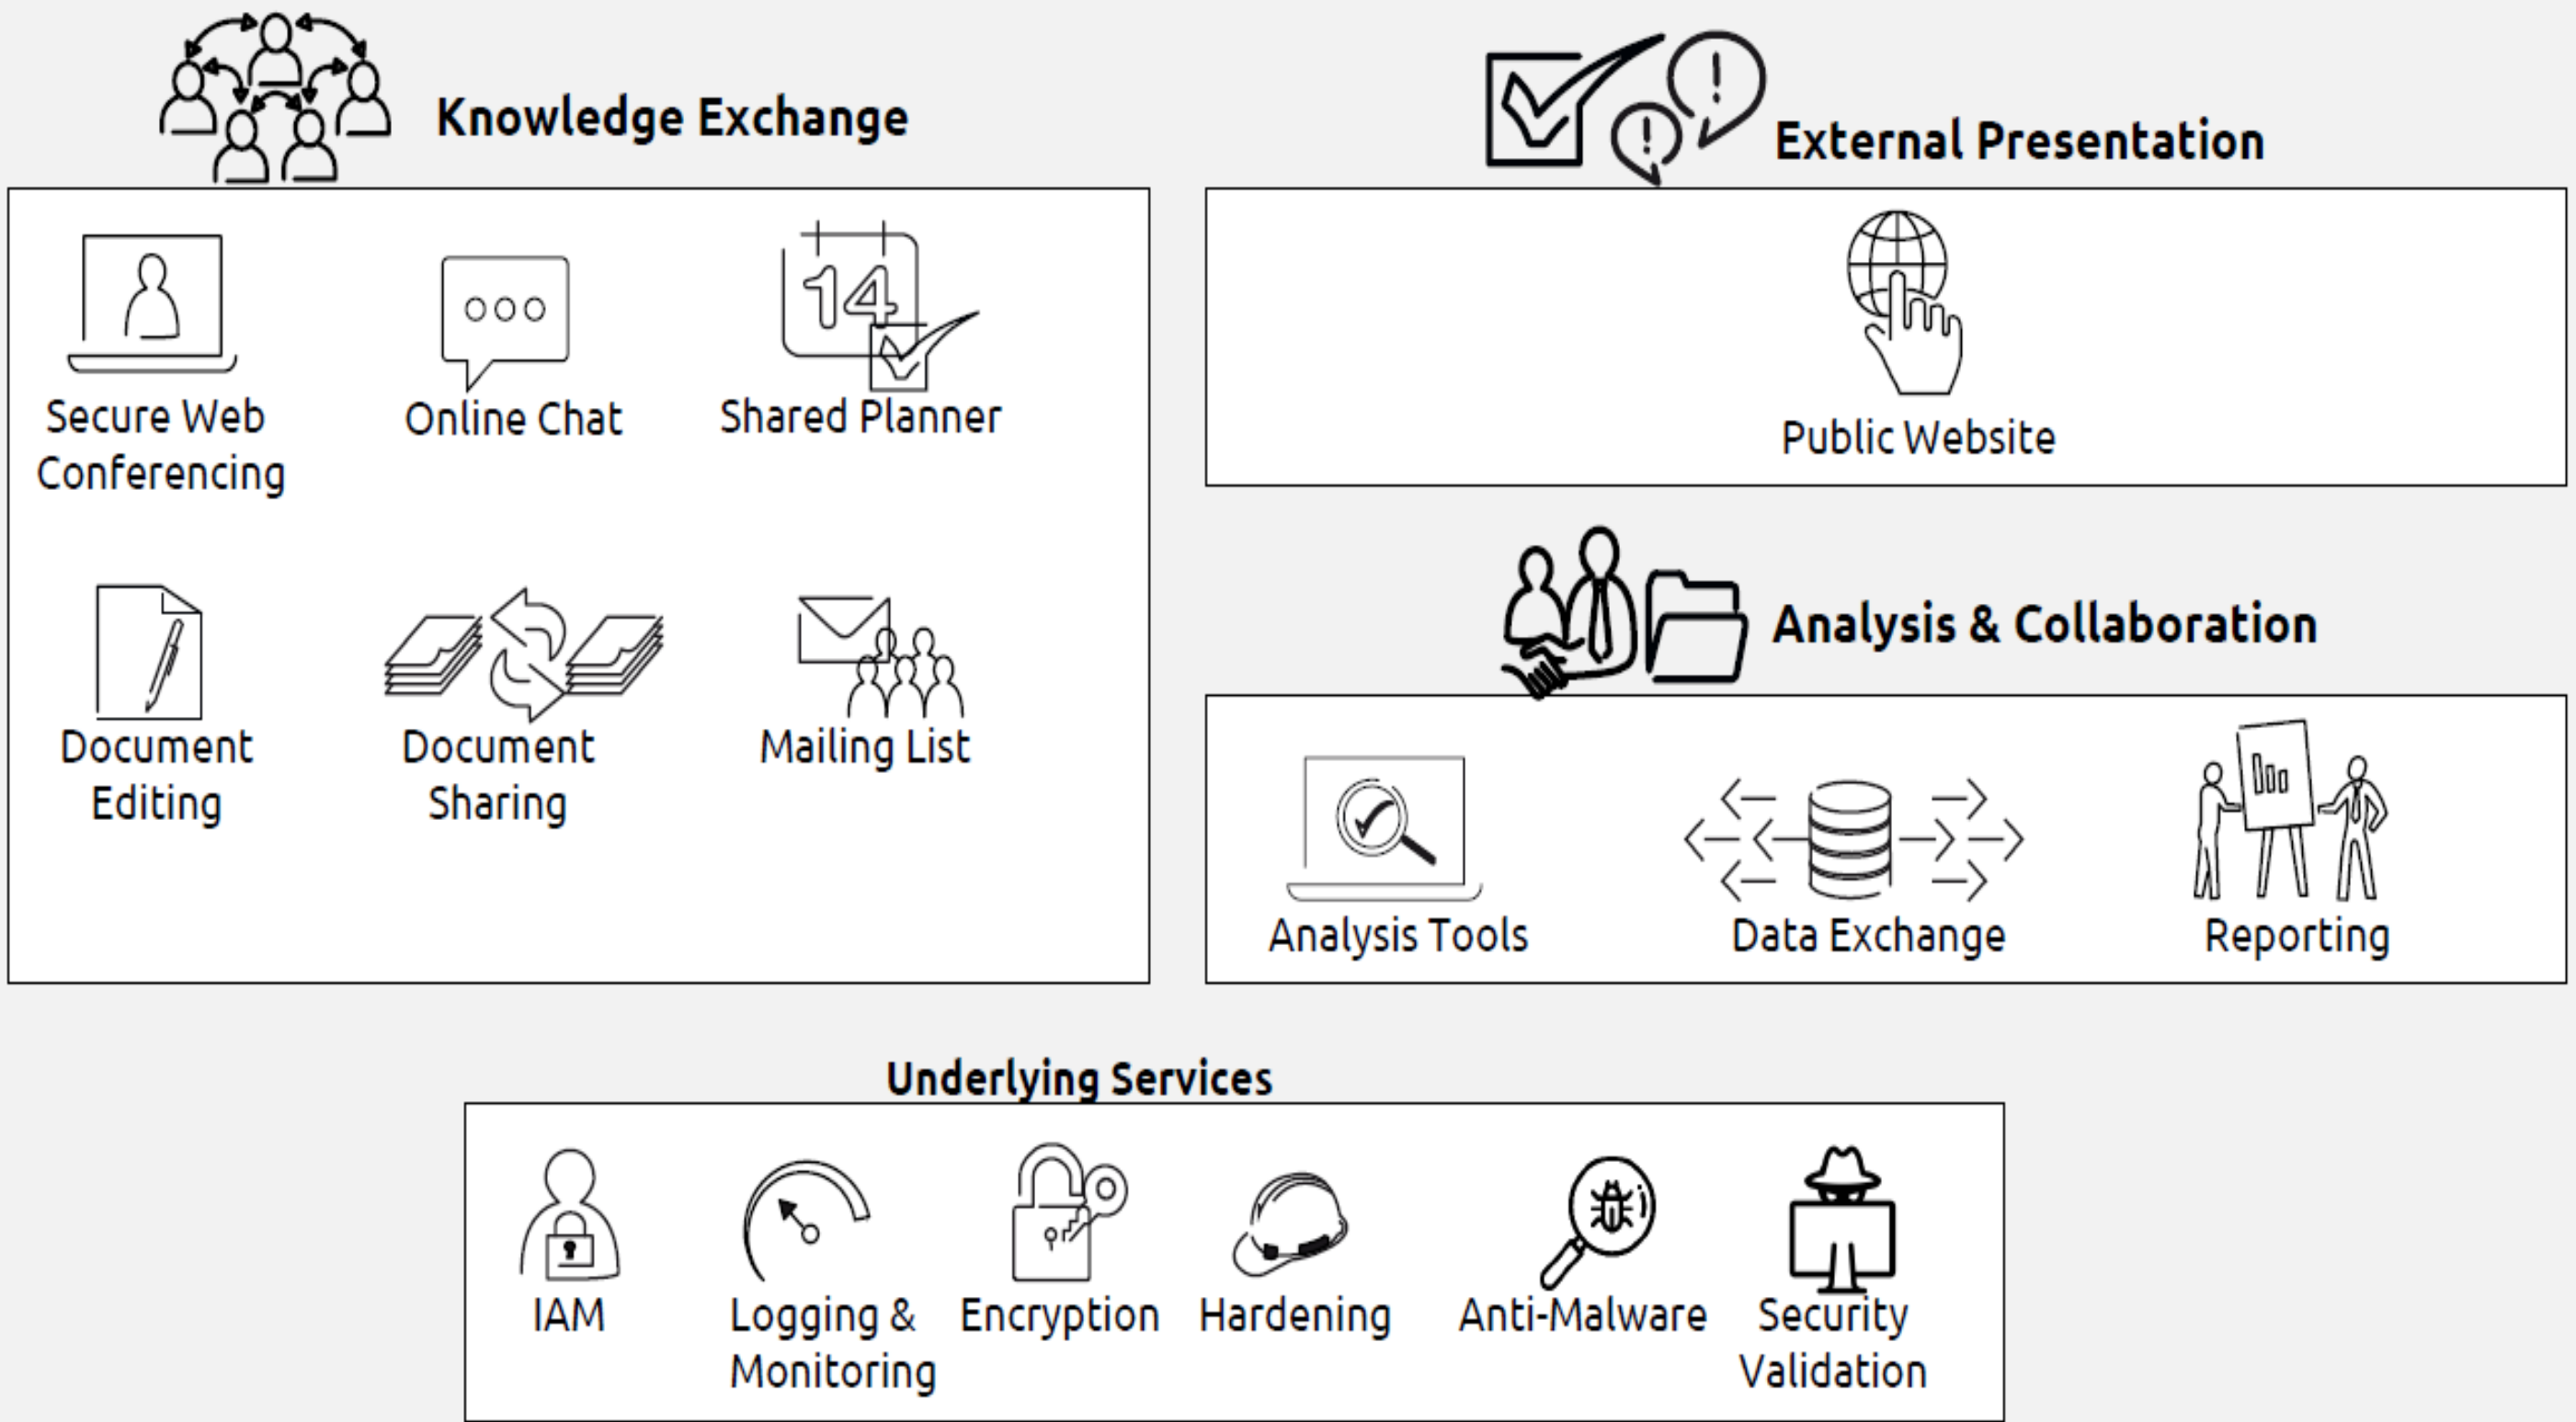 Knowledge Exchange
Secure Web
Conferencing
Online Chat
14
Shared Planner
Document
Editing
Document
Sharing
Mailing List
! !
External Presentation
Public Website
Analysis & Collaboration
Analysis Tools
Data Exchange
Reporting
Underlying Services
IAM
Logging &
Monitoring
Encryption
Hardening
Anti-Malware
Security
Validation